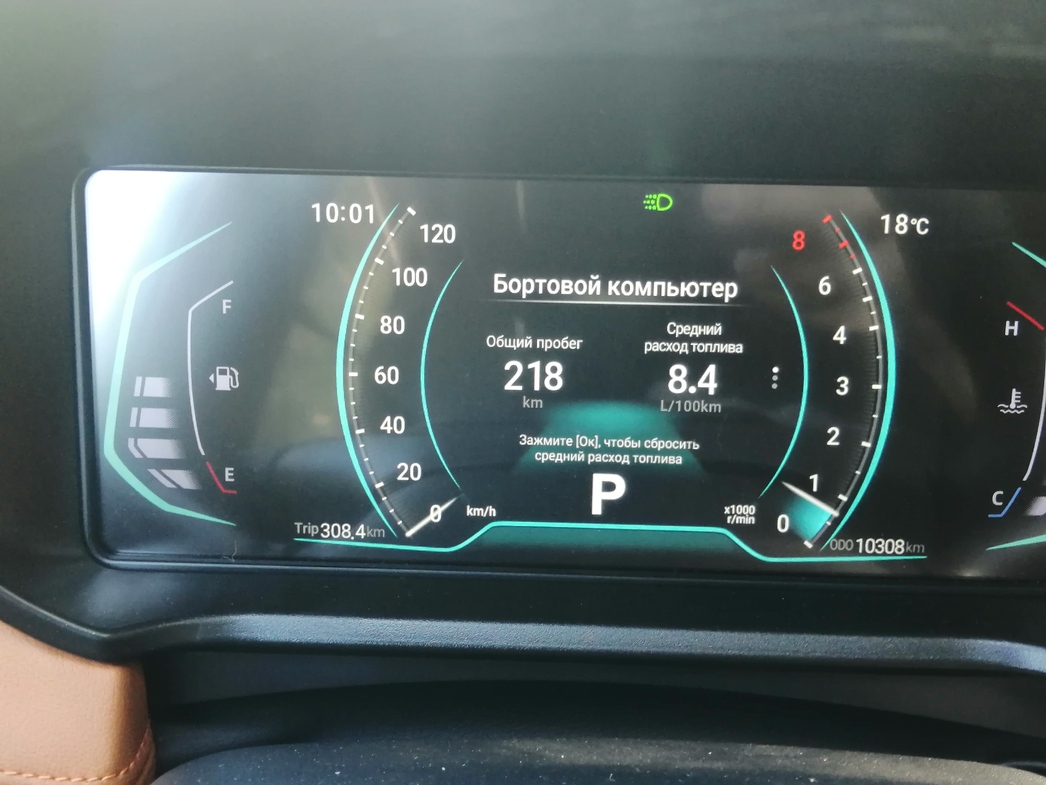 10:01
18°C
120
100
80
60
40
20
0
km/h
Trip 308.4 km
F
E
Бортовой компьютер
Общий пробег
218
km
Средний
расход топлива
8.4
L/100km
Зажмите [Ок], чтобы сбросить
средний расход топлива
P
8
6
4
3
2
1
0
x1000
r/min
ODO 10308 km
H
C